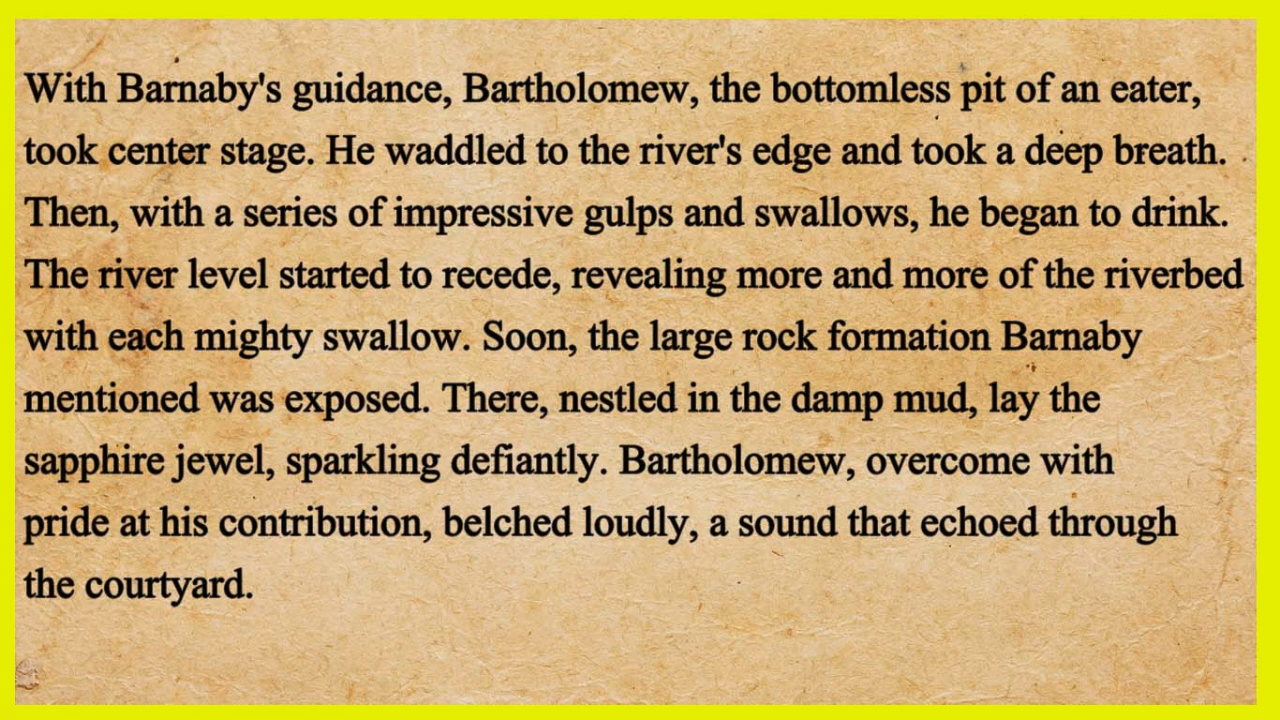 With Barnaby's guidance, Bartholomew, the bottomless pit of an eater,
took center stage. He waddled to the river's edge and took a deep breath.
Then, with a series of impressive gulps and swallows, he began to drink.
The river level started to recede, revealing more and more of the riverbed
with each mighty swallow. Soon, the large rock formation Barnaby
mentioned was exposed. There, nestled in the damp mud, lay the
sapphire jewel, sparkling defiantly. Bartholomew, overcome with
pride at his contribution, belched loudly, a sound that echoed through
the courtyard.